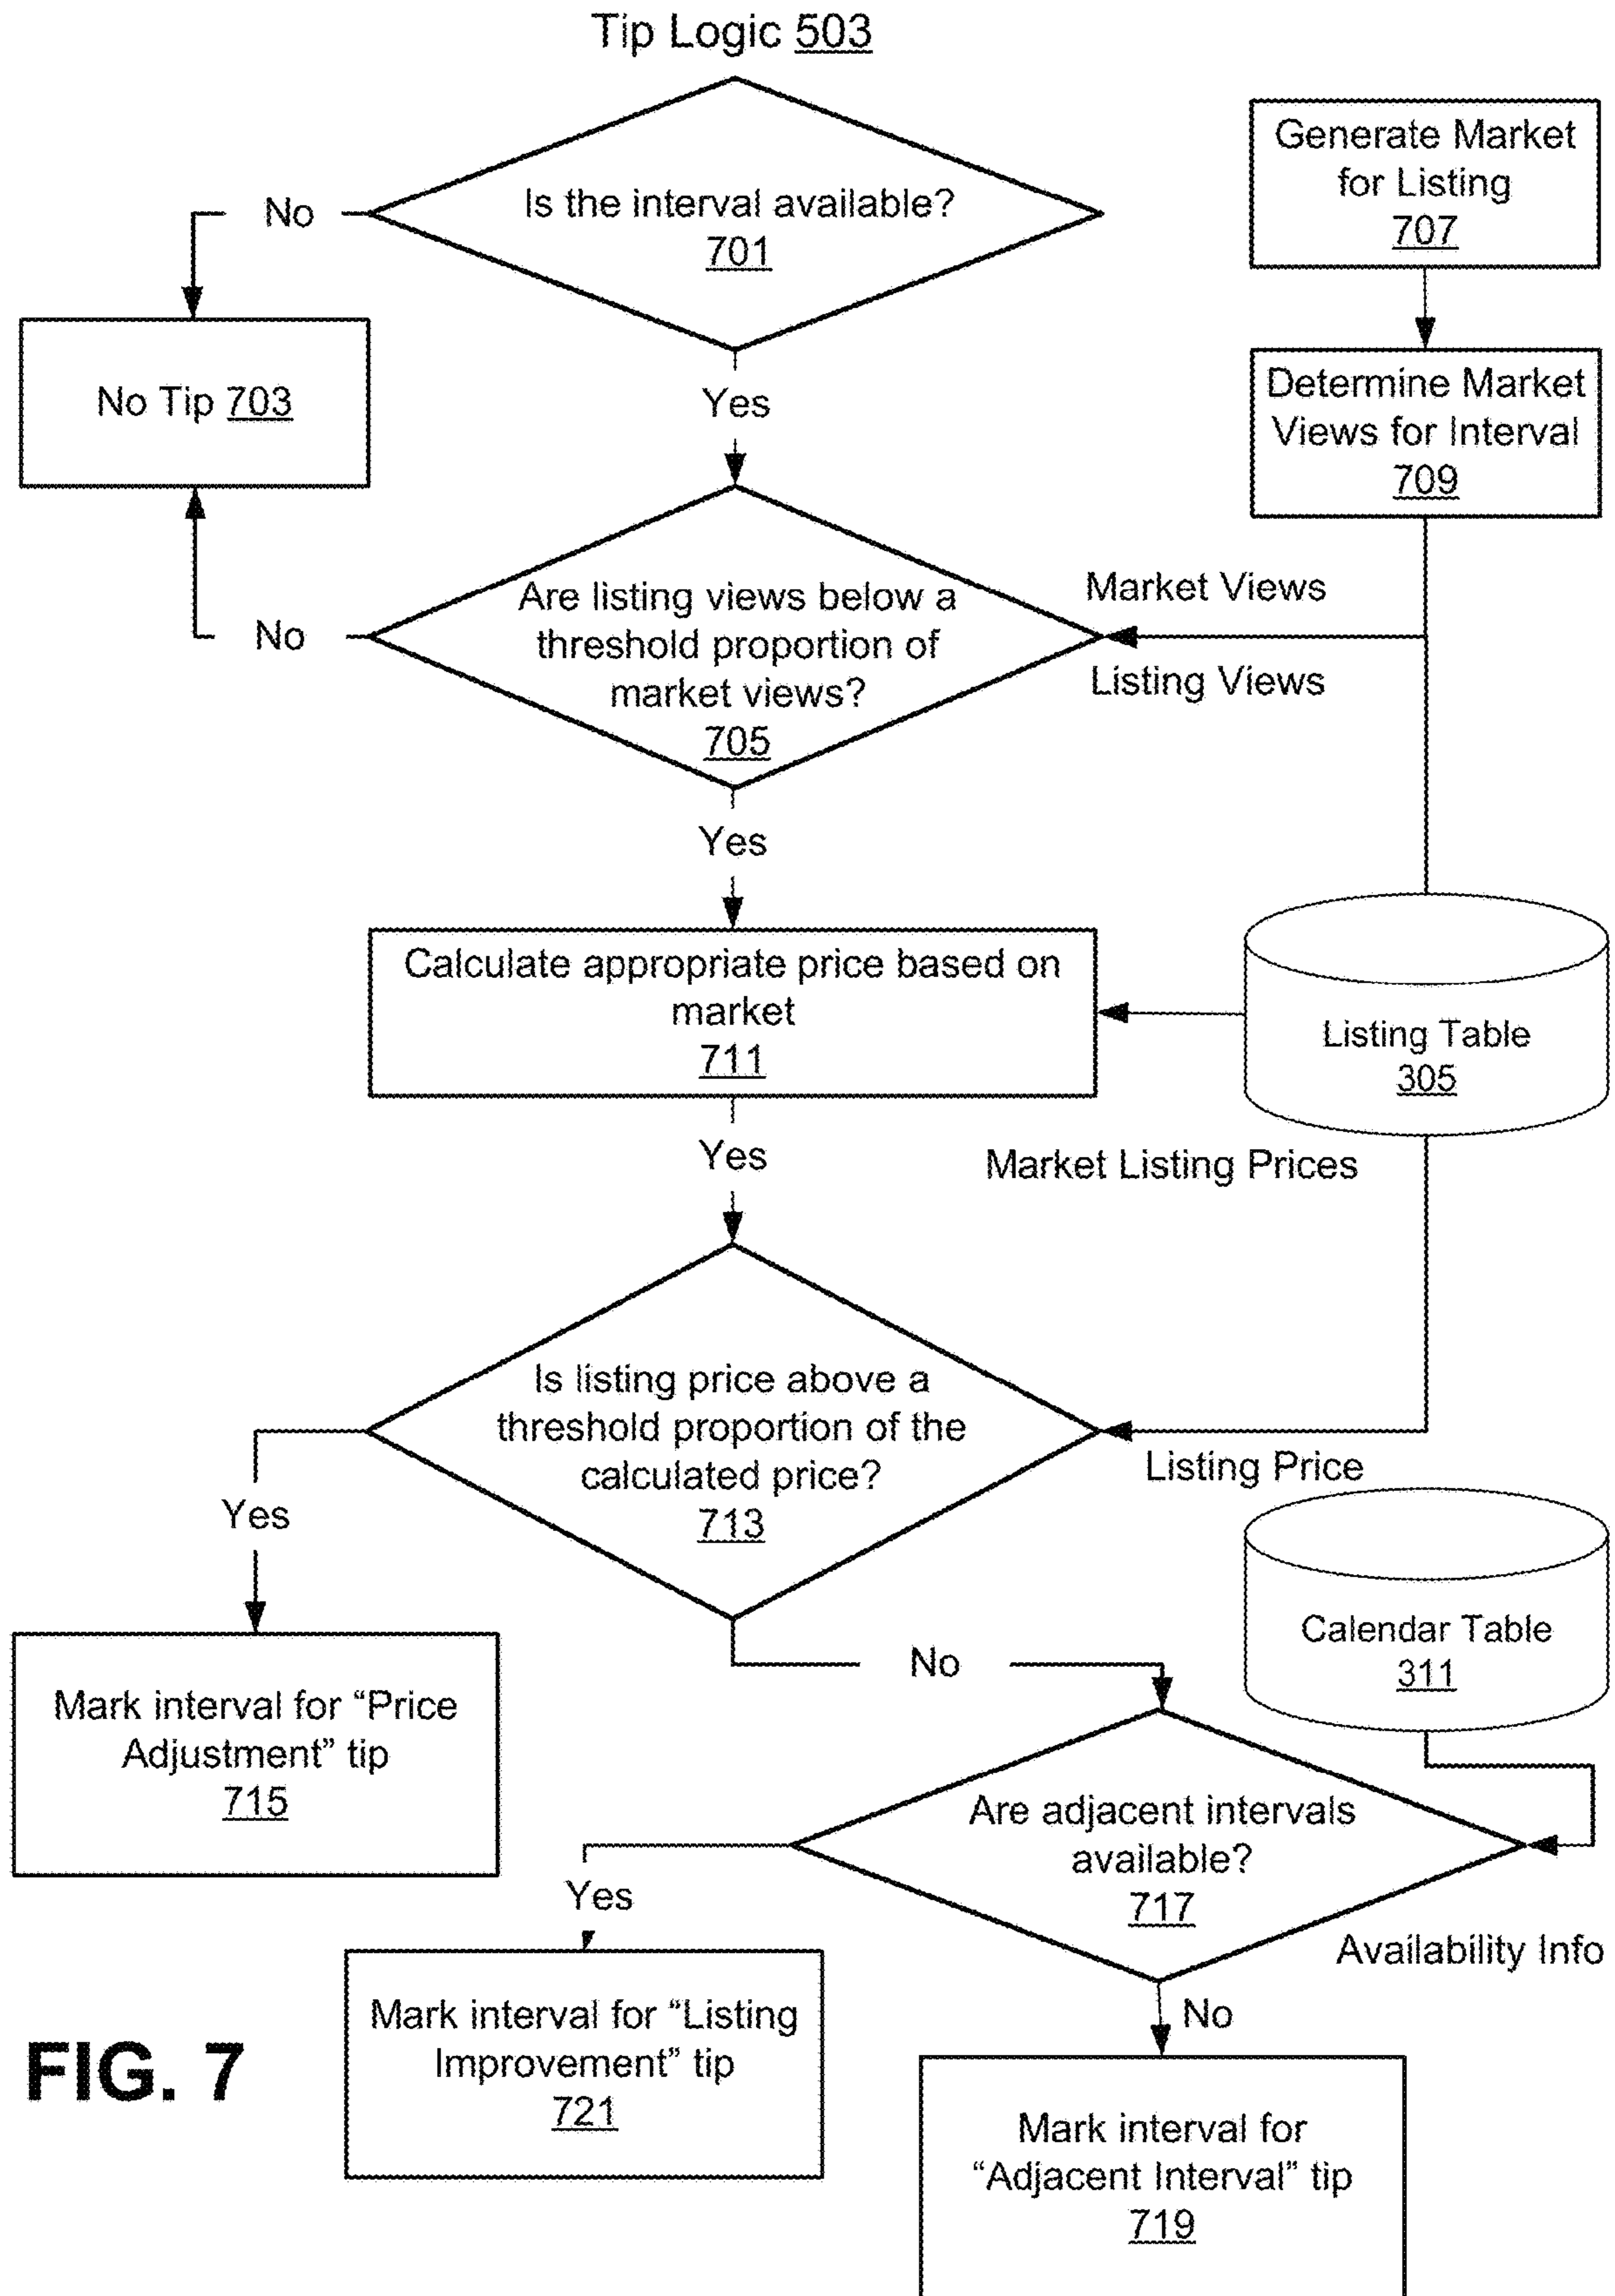 Tip Logic 503
Is the interval available?
701
No
Generate Market
for Listing
707
No Tip 703
Yes
Determine Market
Views for Interval
709
Are listing views below a
threshold proportion of
market views?
705
No
Market Views
Listing Views
Yes
Calculate appropriate price based on
market
711
Listing Table
305
Yes
Market Listing Prices
Is listing price above a
threshold proportion of the
calculated price?
713
Listing Price
Yes
No
Calendar Table
311
Mark interval for “Price
Adjustment” tip
715
Are adjacent intervals
available?
717
Yes
Availability Info
No
Mark interval for “Listing
Improvement” tip
721
FIG. 7
Mark interval for
“Adjacent Interval” tip
719